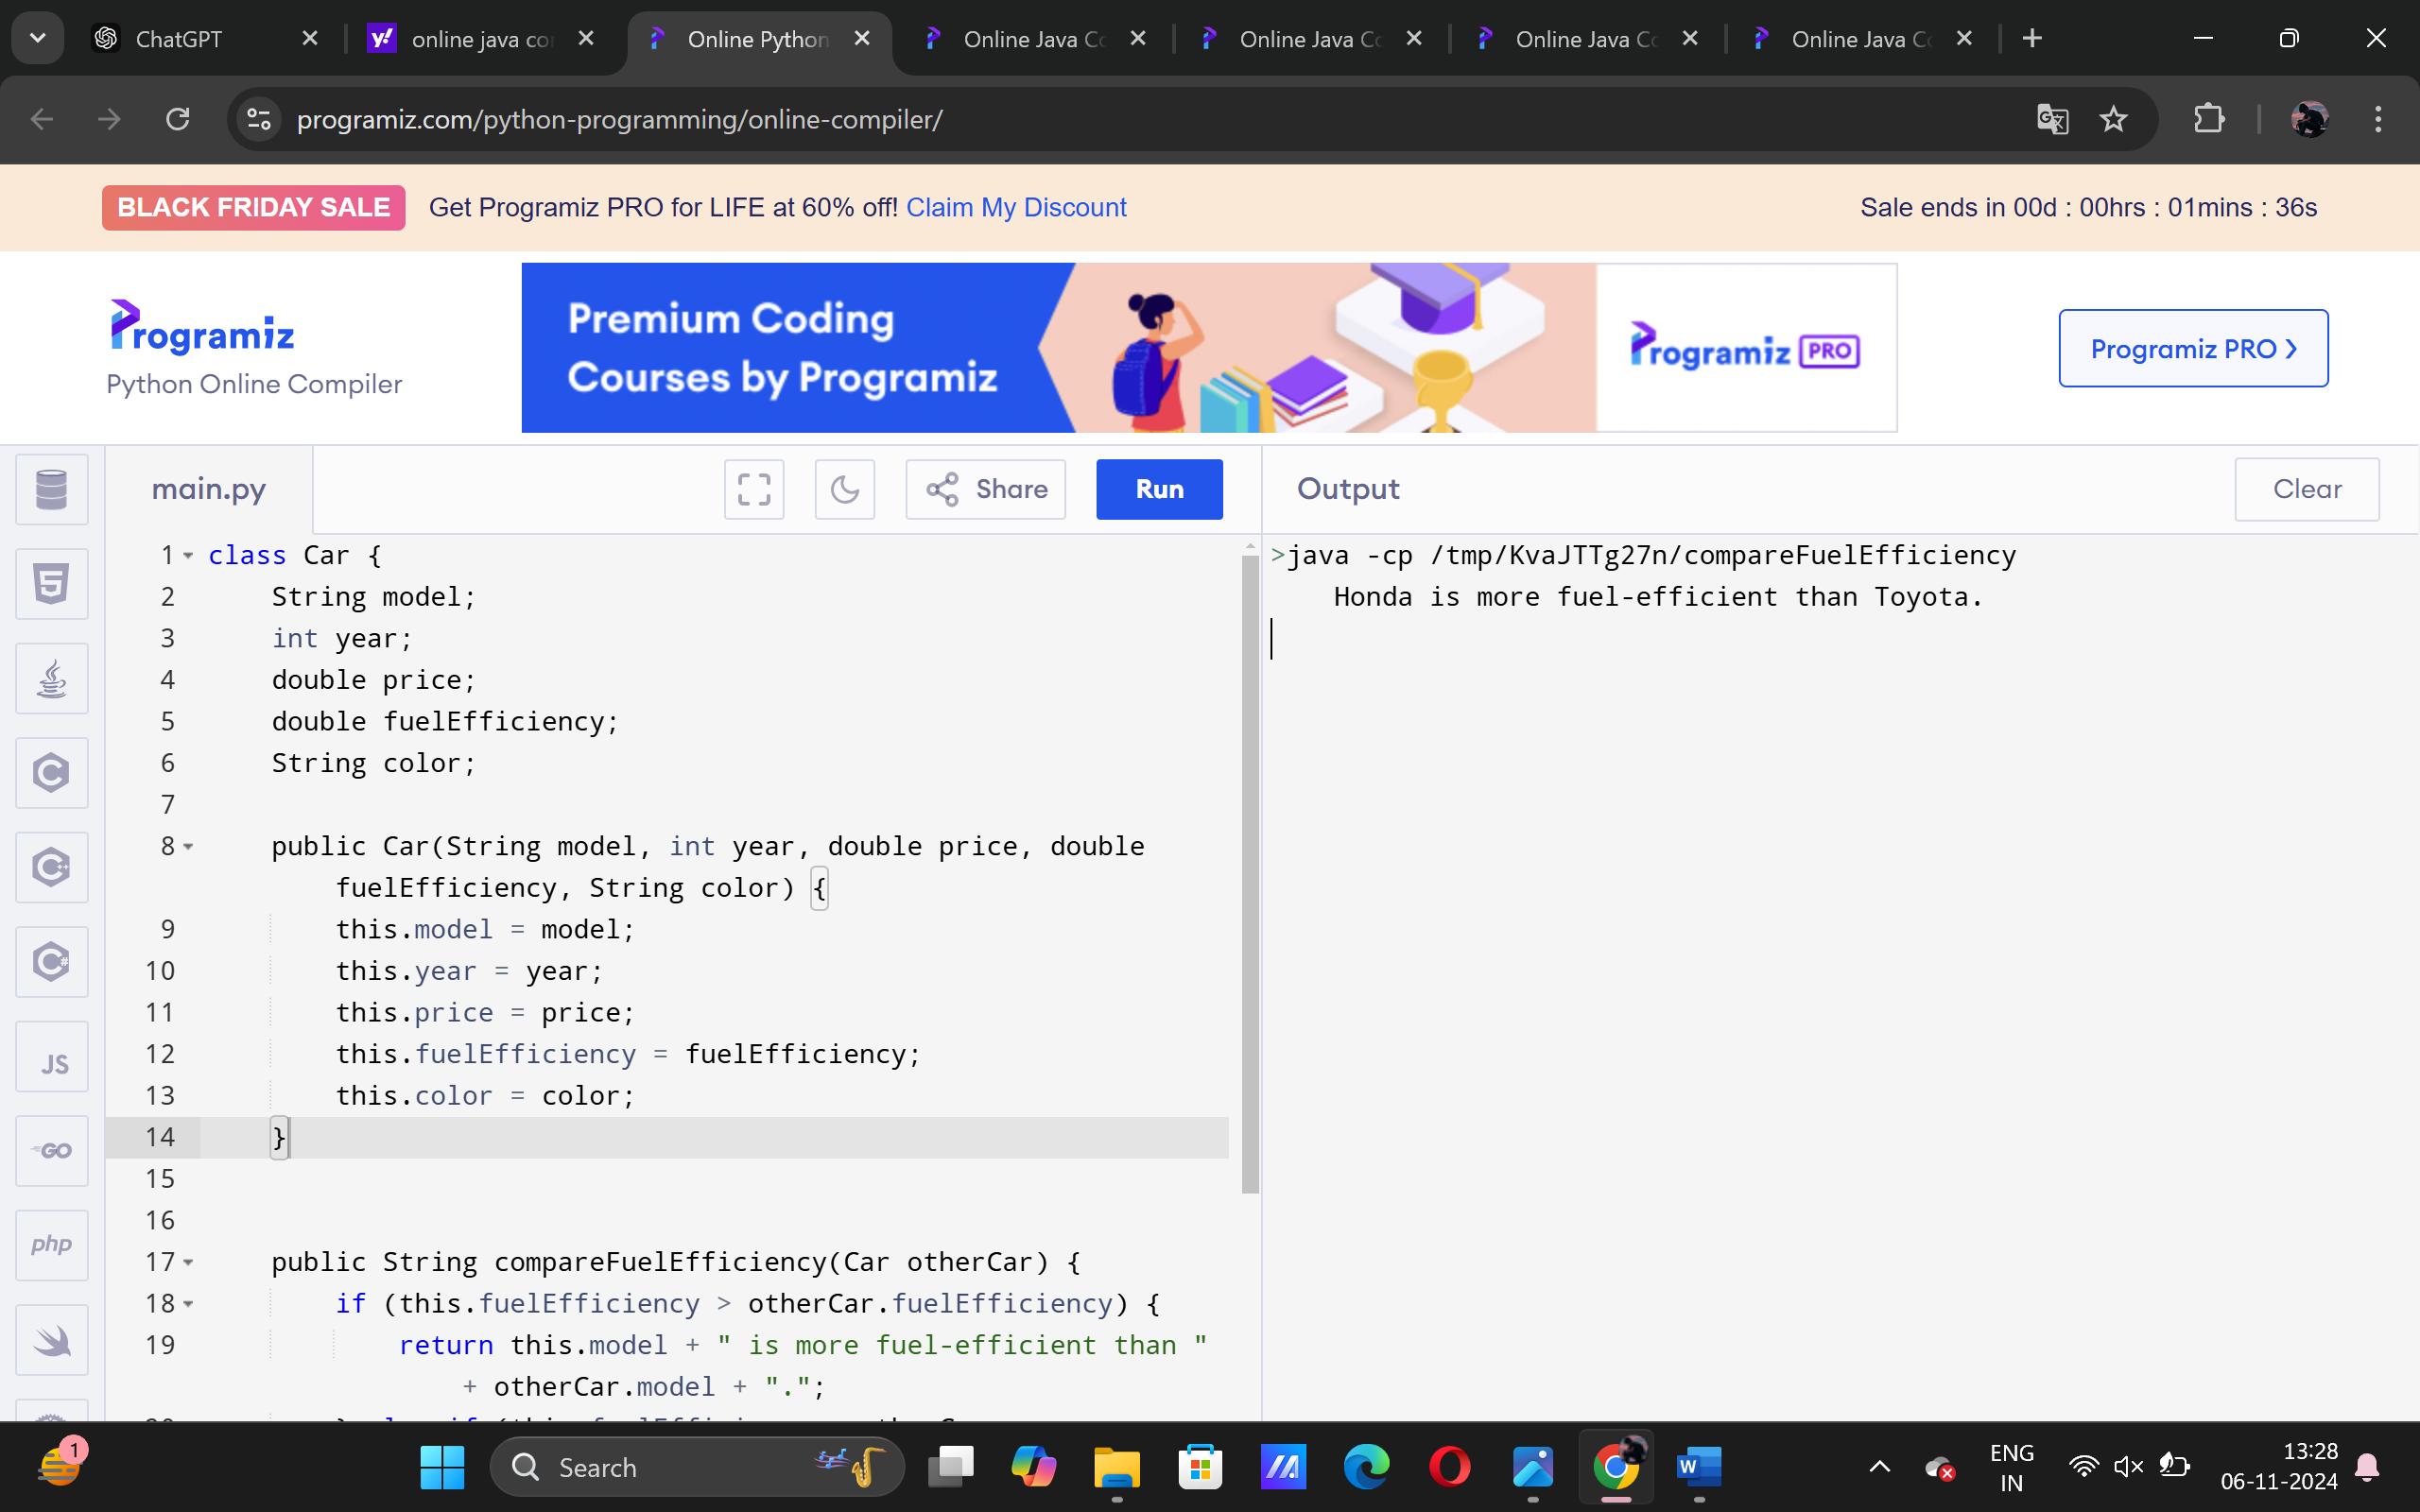 ChatGPT
online java co
Online Python
Online Java C
Online Java C
Online Java C
Online Java C
programiz.com/python-programming/online-compiler/
BLACK FRIDAY SALE Get Programiz PRO for LIFE at 60% off! Claim My Discount
Sale ends in 00d : 00hrs : 01mins : 36s
Programiz
Python Online Compiler
Premium Coding
Courses by Programiz
Programiz PRO
Programiz PRO ❯
main.py
Share
Run
Output
Clear
1 class Car {
2 String model;
3 int year;
4 double price;
5 double fuelEfficiency;
6 String color;
7
8 public Car(String model, int year, double price, double
fuelEfficiency, String color) {
9 this.model = model;
10 this.year = year;
11 this.price = price;
12 this.fuelEfficiency = fuelEfficiency;
13 this.color = color;
14 }
15
16
17 public String compareFuelEfficiency(Car otherCar) {
18 if (this.fuelEfficiency > otherCar.fuelEfficiency) {
19 return this.model + " is more fuel-efficient than "
+ otherCar.model + ".";
>java -cp /tmp/KvaJTTg27n/compareFuelEfficiency
Honda is more fuel-efficient than Toyota.
5
C
C
C#
JS
GO
php
1
Search
W
ENG
IN
13:28
06-11-2024